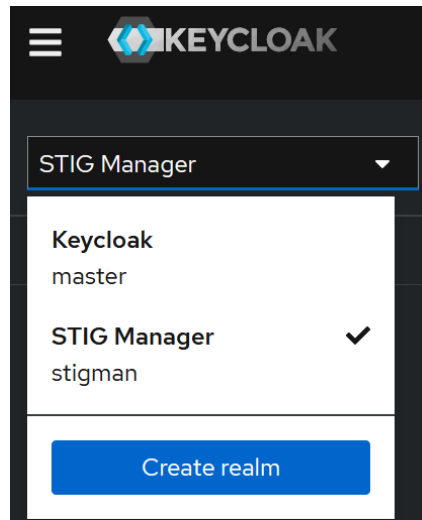 KEYCLOAK
STIG Manager
Keycloak
master
STIG Manager
stigman
Create realm